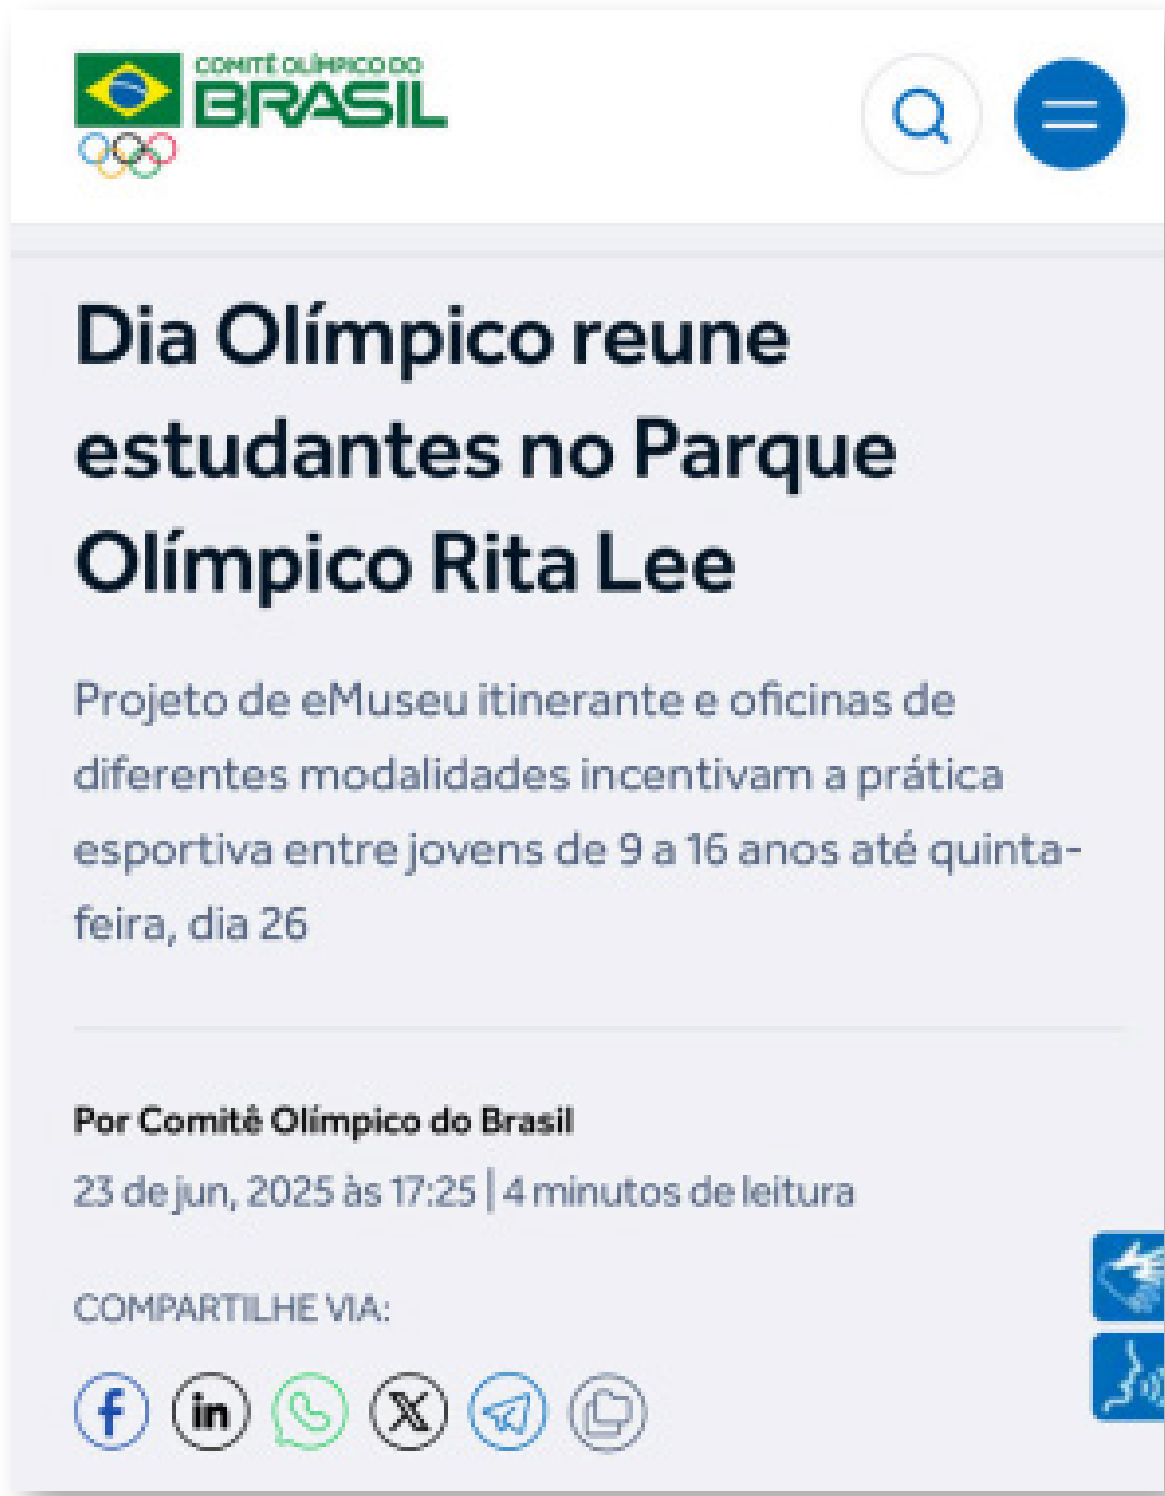 COMITÊ OLÍMPICO DO
BRASIL
Dia Olímpico reune
estudantes no Parque
Olímpico Rita Lee
Projeto de eMuseu itinerante e oficinas de
diferentes modalidades incentivam a prática
esportiva entre jovens de 9 a 16 anos até quinta-
feira, dia 26
Por Comitê Olímpico do Brasil
23 de jun, 2025 às 17:25 | 4 minutos de leitura
COMPARTILHE VIA: